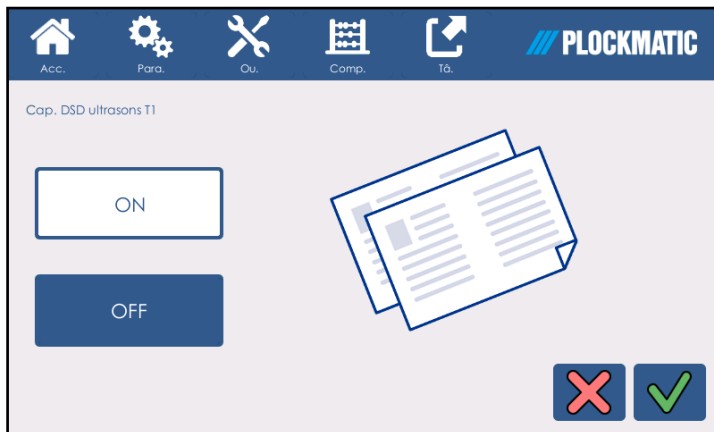 Acc. Para. Ou. Comp. Tâ. PLOCKMATIC
Cap. DSD ultrasons T1
ON
OFF